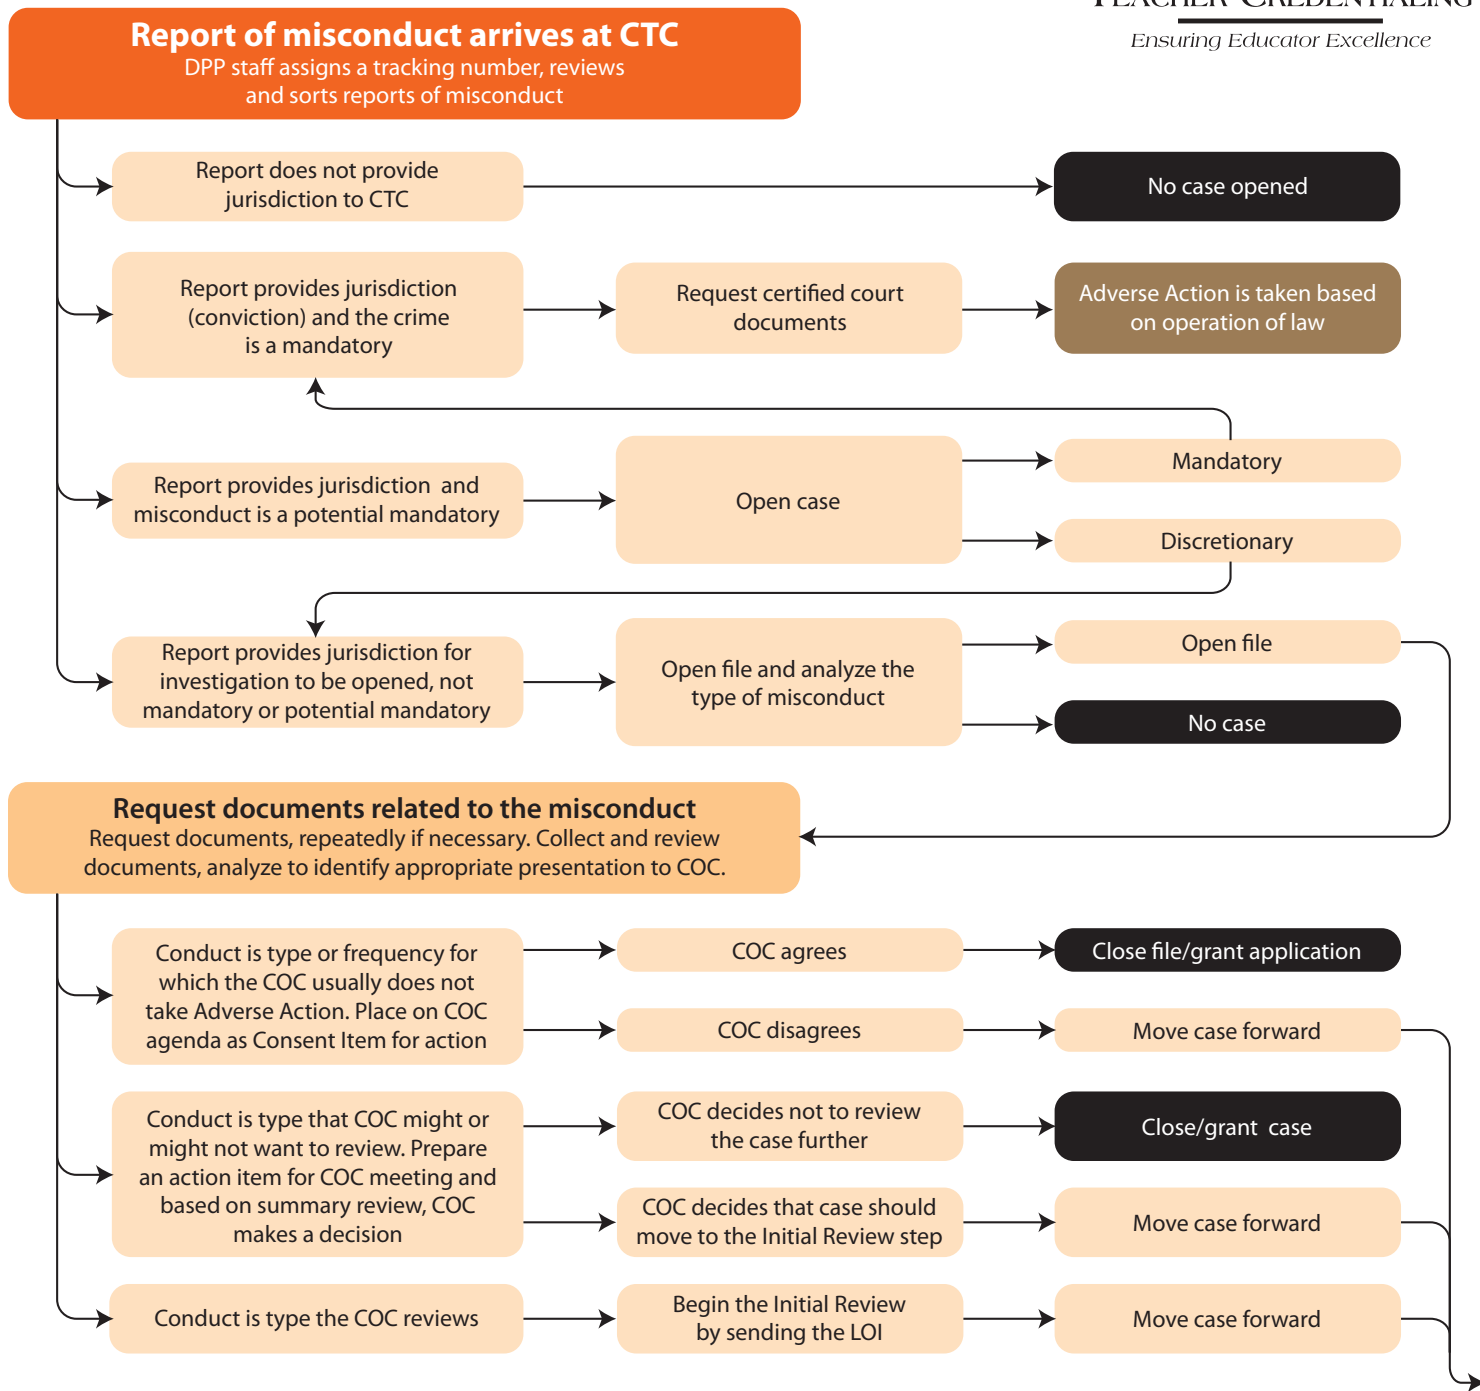 TEACHER CREDENTIALING
Ensuring Educator Excellence
Report of misconduct arrives at CTC
DPP staff assigns a tracking number, reviews
and sorts reports of misconduct
Report does not provide
jurisdiction to CTC
No case opened
Report provides jurisdiction
(conviction) and the crime
is a mandatory
Request certified court
documents
Adverse Action is taken based
on operation of law
Report provides jurisdiction and
misconduct is a potential mandatory
Open case
Mandatory
Discretionary
Report provides jurisdiction for
investigation to be opened, not
mandatory or potential mandatory
Open file and analyze the
type of misconduct
Open file
No case
Request documents related to the misconduct
Request documents, repeatedly if necessary. Collect and review
documents, analyze to identify appropriate presentation to COC.
Conduct is type or frequency for
which the COC usually does not
take Adverse Action. Place on COC
agenda as Consent Item for action
COC agrees
Close file/grant application
COC disagrees
Move case forward
Conduct is type that COC might or
might not want to review. Prepare
an action item for COC meeting and
based on summary review, COC
makes a decision
COC decides not to review
the case further
Close/grant case
COC decides that case should
move to the Initial Review step
Move case forward
Conduct is type the COC reviews
Begin the Initial Review
by sending the LOI
Move case forward